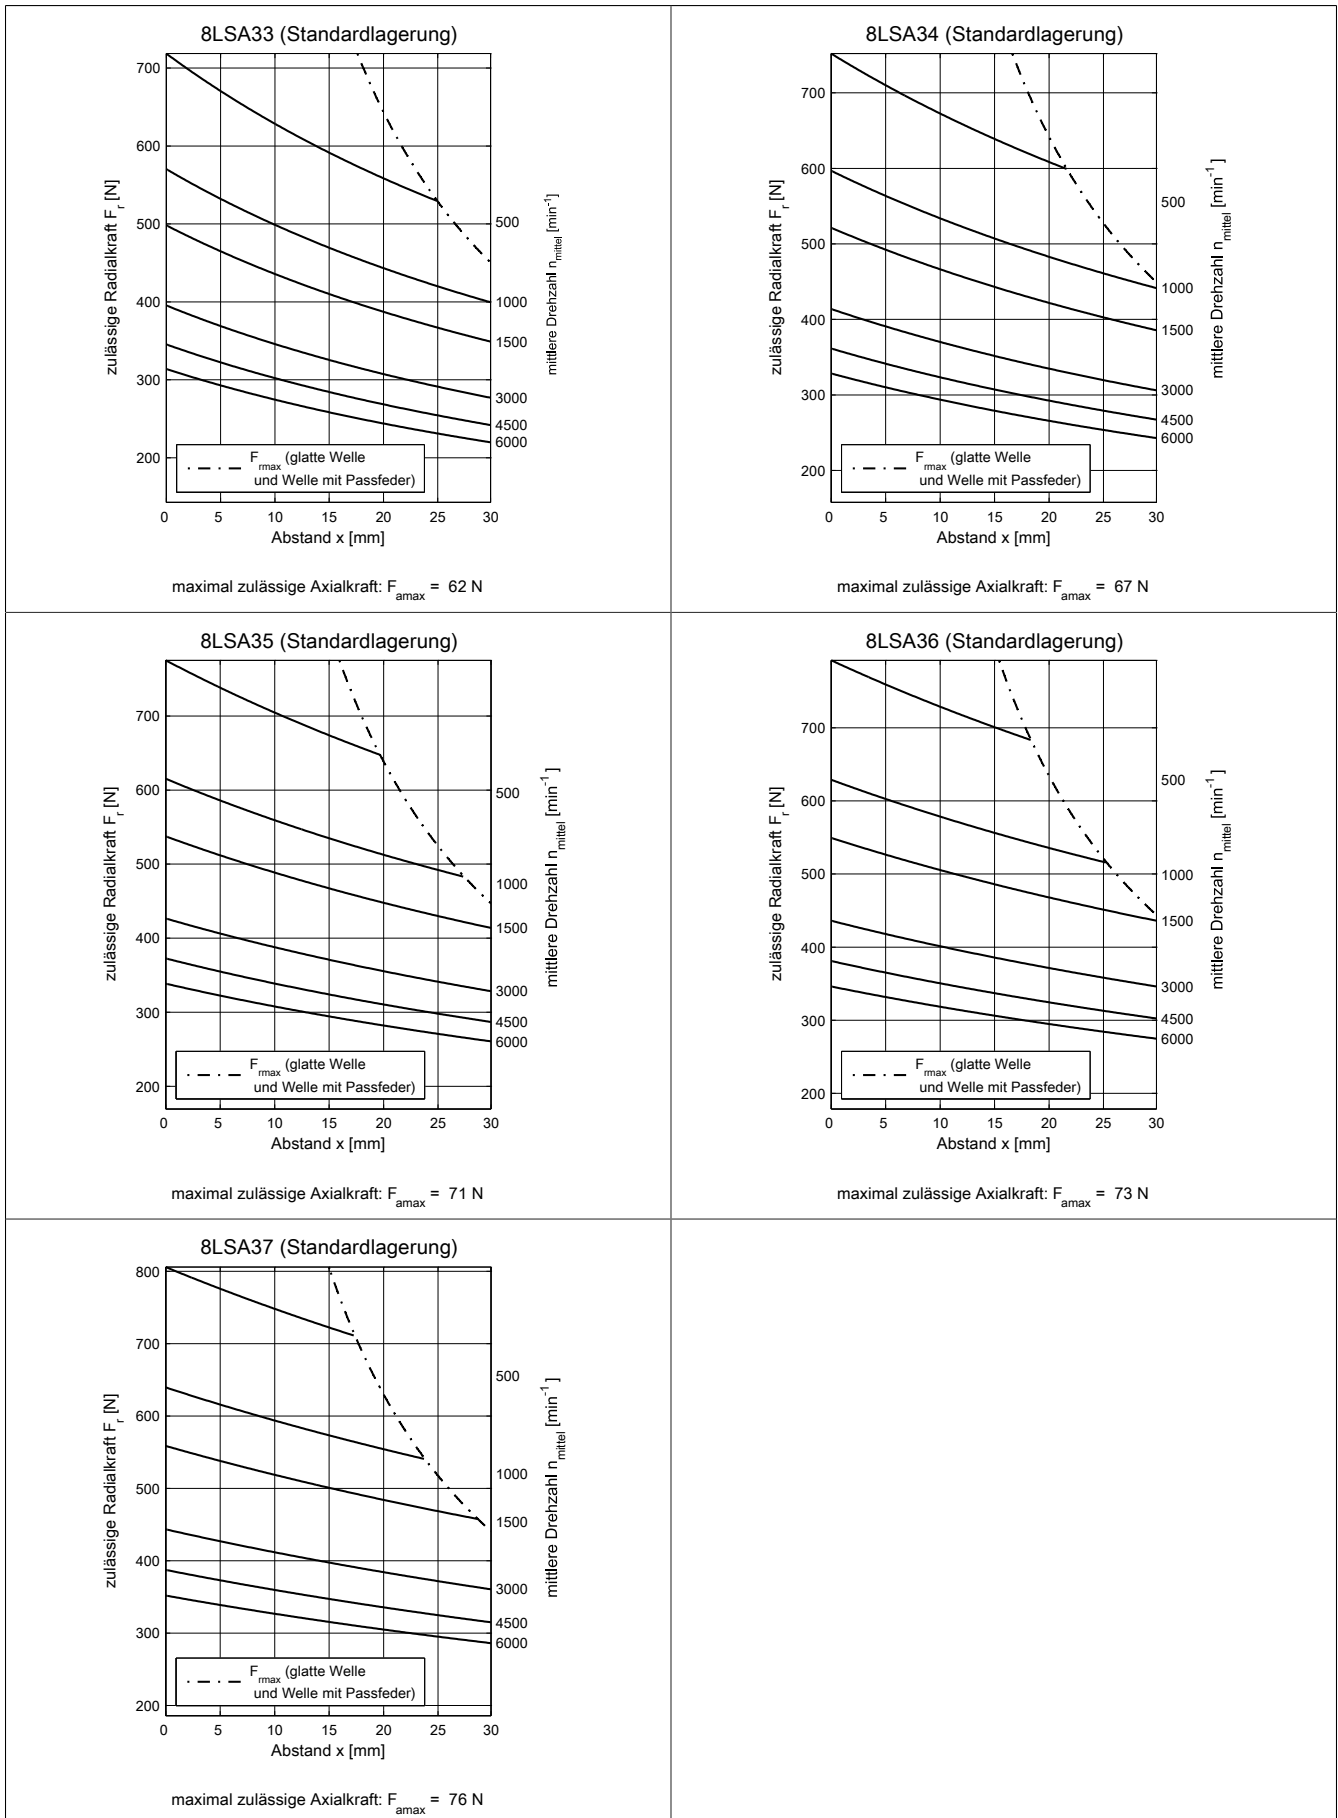 8LSA33 (Standardlagerung)
zulässige Radialkraft F_r [N]
700
600
500
400
300
200
500
1000
1500
3000
4500
6000
mittlere Drehzahl n_mittel [min⁻¹]
F_rmax (glatte Welle
und Welle mit Passfeder)
0 5 10 15 20 25 30
Abstand x [mm]
maximal zulässige Axialkraft: F_amax = 62 N
8LSA34 (Standardlagerung)
zulässige Radialkraft F_r [N]
700
600
500
400
300
200
500
1000
1500
3000
4500
6000
mittlere Drehzahl n_mittel [min⁻¹]
F_rmax (glatte Welle
und Welle mit Passfeder)
0 5 10 15 20 25 30
Abstand x [mm]
maximal zulässige Axialkraft: F_amax = 67 N
8LSA35 (Standardlagerung)
zulässige Radialkraft F_r [N]
700
600
500
400
300
200
500
1000
1500
3000
4500
6000
mittlere Drehzahl n_mittel [min⁻¹]
F_rmax (glatte Welle
und Welle mit Passfeder)
0 5 10 15 20 25 30
Abstand x [mm]
maximal zulässige Axialkraft: F_amax = 71 N
8LSA36 (Standardlagerung)
zulässige Radialkraft F_r [N]
700
600
500
400
300
200
500
1000
1500
3000
4500
6000
mittlere Drehzahl n_mittel [min⁻¹]
F_rmax (glatte Welle
und Welle mit Passfeder)
0 5 10 15 20 25 30
Abstand x [mm]
maximal zulässige Axialkraft: F_amax = 73 N
8LSA37 (Standardlagerung)
zulässige Radialkraft F_r [N]
800
700
600
500
400
300
200
500
1000
1500
3000
4500
6000
mittlere Drehzahl n_mittel [min⁻¹]
F_rmax (glatte Welle
und Welle mit Passfeder)
0 5 10 15 20 25 30
Abstand x [mm]
maximal zulässige Axialkraft: F_amax = 76 N